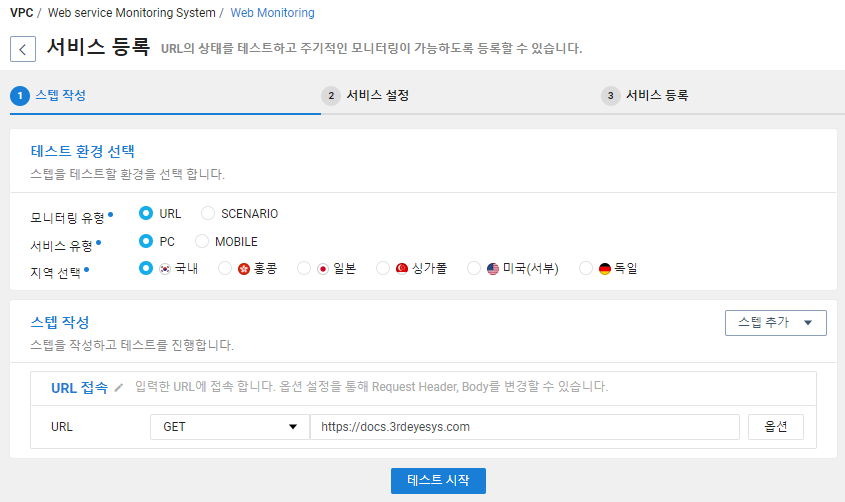 VPC / Web service Monitoring System / Web Monitoring
서비스 등록 URL의 상태를 테스트하고 주기적인 모니터링이 가능하도록 등록할 수 있습니다.
1 스텝 작성 2 서비스 설정 3 서비스 등록
테스트 환경 선택
스텝을 테스트할 환경을 선택 합니다.
모니터링 유형 URL SCENARIO
서비스 유형 PC MOBILE
지역 선택 국내 홍콩 일본 싱가폴 미국(서부) 독일
스텝 작성 스텝 추가
스텝을 작성하고 테스트를 진행합니다.
URL 접속 입력한 URL에 접속 합니다. 옵션 설정을 통해 Request Header, Body를 변경할 수 있습니다.
URL GET https://docs.3rdeyesys.com 옵션
테스트 시작